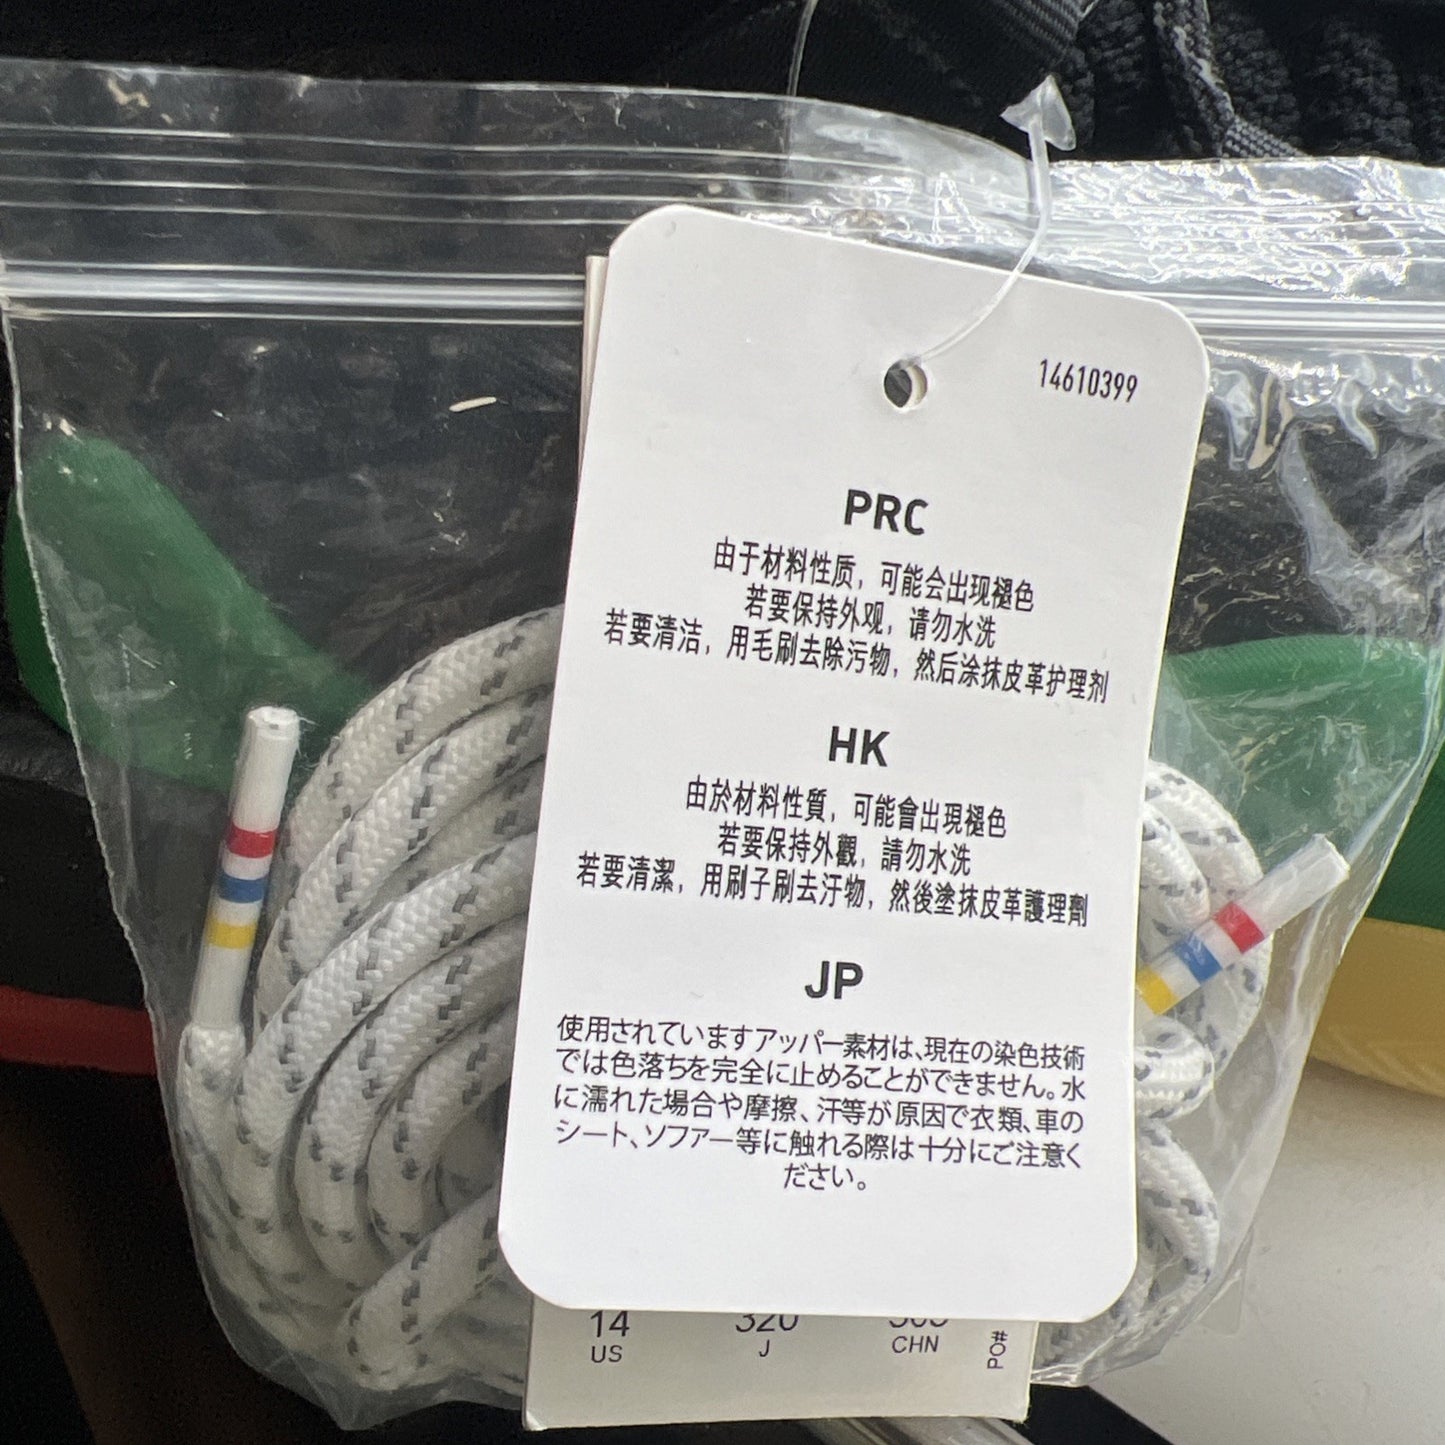 14610399
PRC
由于材料性质，可能会出现褪色
若要保持外观，请勿水洗
若要清洁，用毛刷去除污物，然后涂抹皮革护理剂
HK
由於材料性質，可能會出現褪色
若要保持外觀，請勿水洗
若要清潔，用刷子刷去汙物，然後塗抹皮革護理劑
JP
使用されていますアッパー素材は、現在の染色技術
では色落ちを完全に止めることができません。水
に濡れた場合や摩擦、汗等が原因で衣類、車の
シート、ソファー等に触れる際は十分にご注意く
ださい。
14 320
US J CHN
PO#